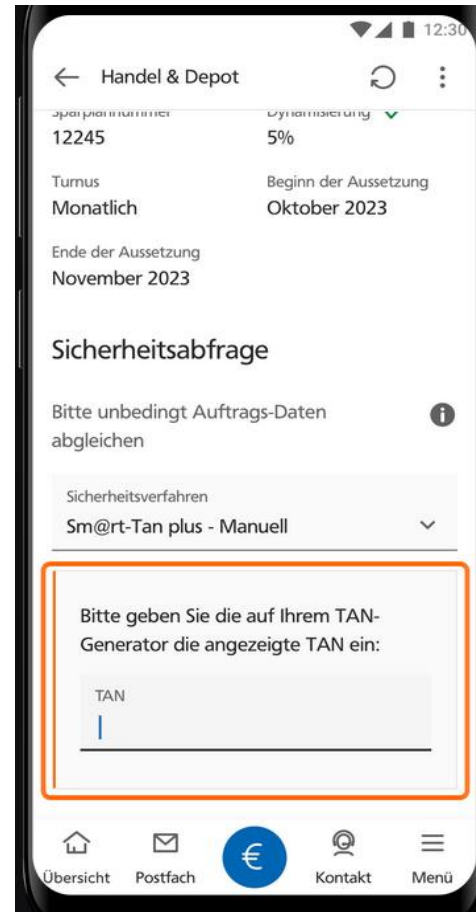 12:30
Handel & Depot
Sparplannummer Dynamisierung
12245 5%
Turnus Beginn der Aussetzung
Monatlich Oktober 2023
Ende der Aussetzung
November 2023
Sicherheitsabfrage
Bitte unbedingt Auftrags-Daten
abgleichen
Sicherheitsverfahren
Sm@rt-Tan plus - Manuell
Bitte geben Sie die auf Ihrem TAN-
Generator die angezeigte TAN ein:
TAN
Übersicht Postfach € Kontakt Menü